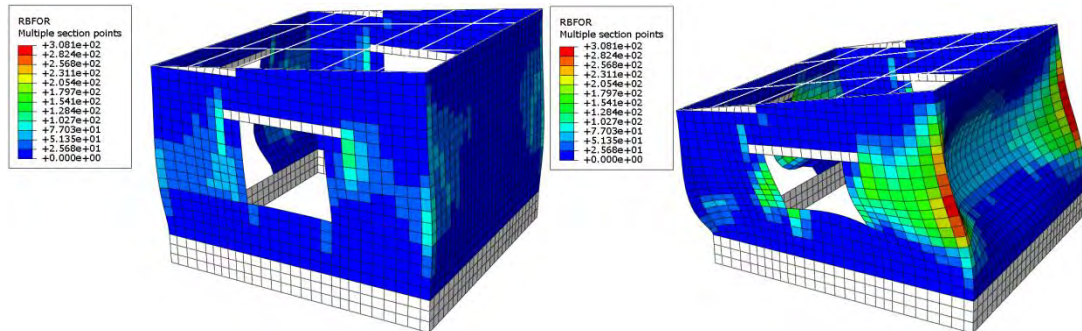 RBFOR
Multiple section points
+3.081e+02
+2.824e+02
+2.568e+02
+2.311e+02
+2.054e+02
+1.797e+02
+1.541e+02
+1.284e+02
+1.027e+02
+7.703e+01
+5.135e+01
+2.568e+01
+0.000e+00
RBFOR
Multiple section points
+3.081e+02
+2.824e+02
+2.568e+02
+2.311e+02
+2.054e+02
+1.797e+02
+1.541e+02
+1.284e+02
+1.027e+02
+7.703e+01
+5.135e+01
+2.568e+01
+0.000e+00